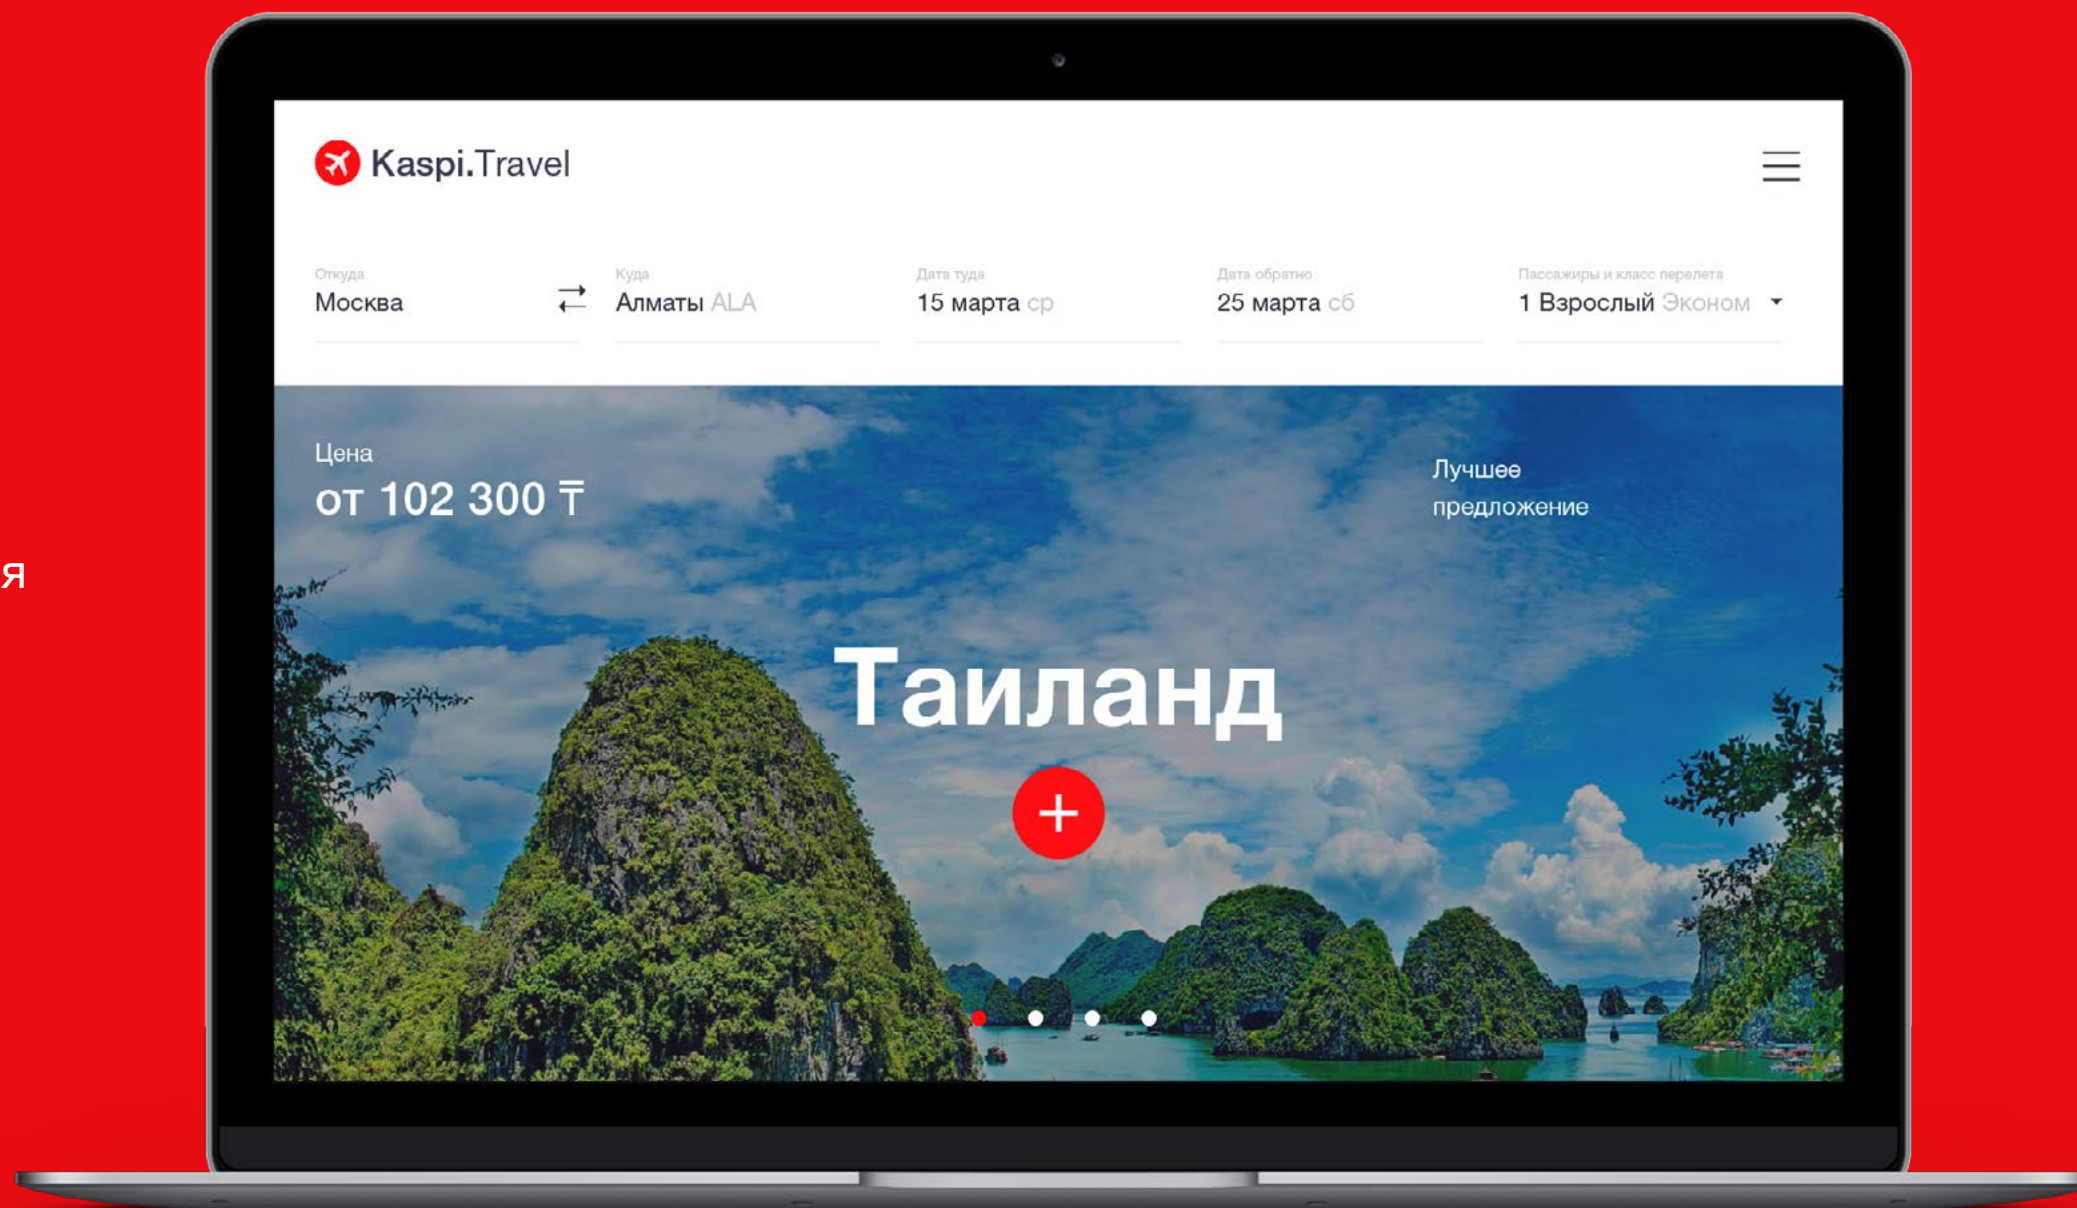 Kaspi.Travel
Откуда
Москва
Куда
Алматы ALA
Дата туда
15 марта ср
Дата обратно
25 марта сб
Пассажиры и класс перелета
1 Взрослый Эконом
Цена
от 102 300 ₸
Лучшее
предложение
я
Таиланд